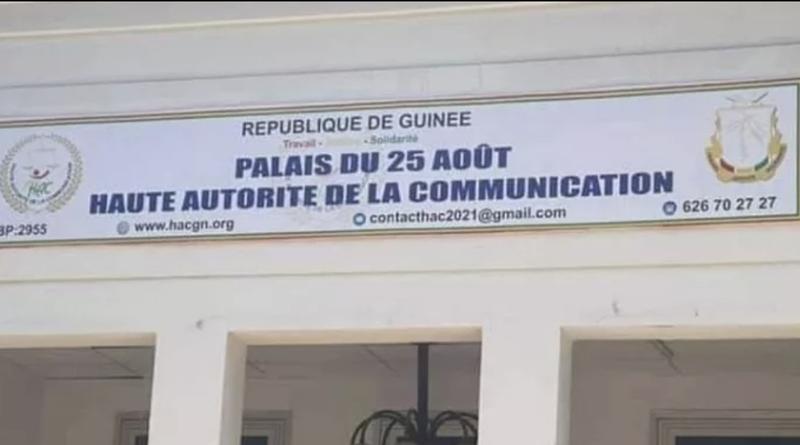 REPUBLIQUE DE GUINEE
Travail - Justice - Solidarité
PALAIS DU 25 AOÛT
HAUTE AUTORITE DE LA COMMUNICATION
HAC
BP:2955
www.hacgn.org
contacthac2021@gmail.com
626 70 27 27